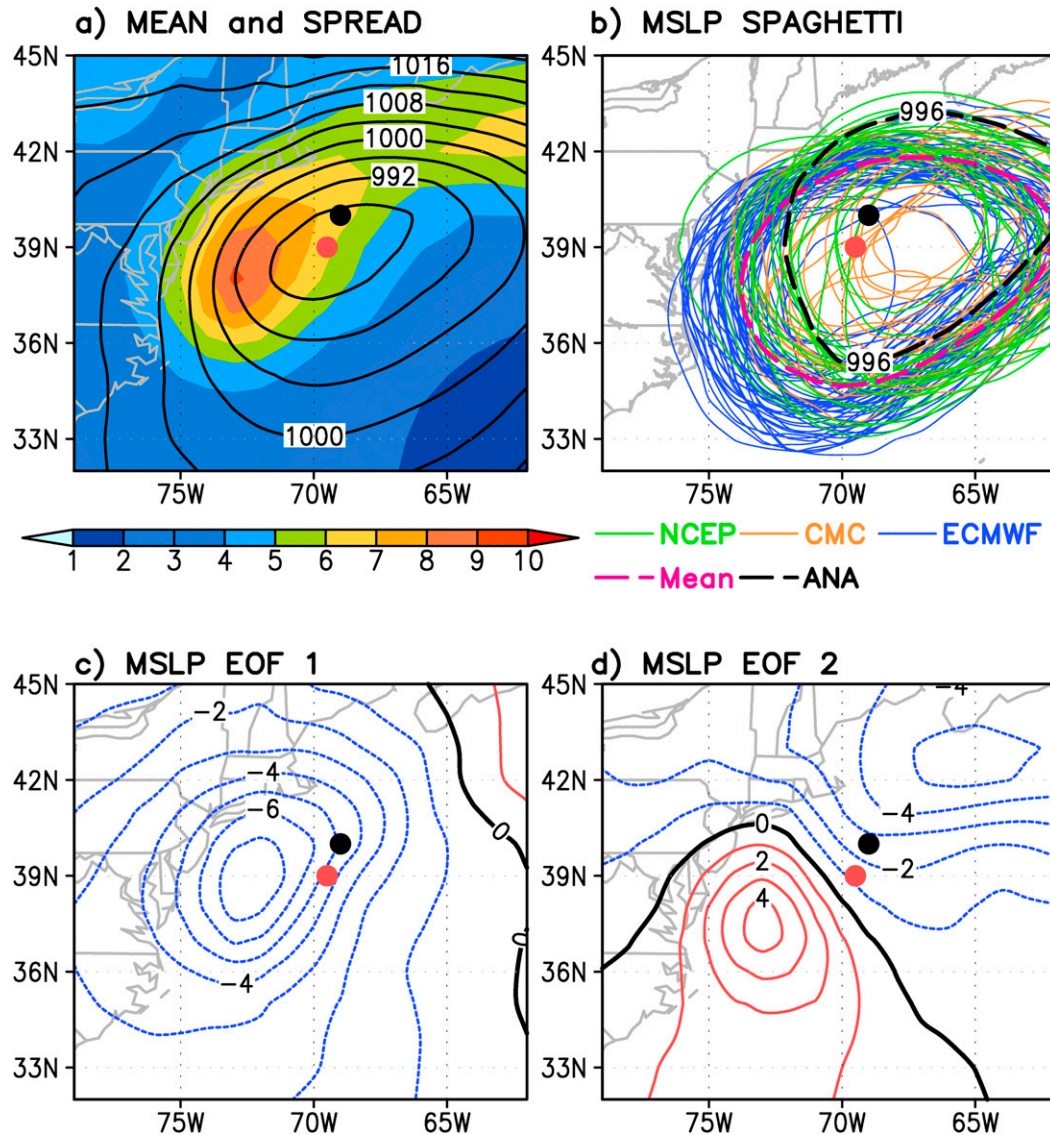 a) MEAN and SPREAD
b) MSLP SPAGHETTI
45N
42N
39N
36N
33N
1016
1008
1000
992
1000
75W 70W 65W
45N
42N
39N
36N
33N
996
996
75W 70W 65W
1 2 3 4 5 6 7 8 9 10
NCEP CMC ECMWF
Mean ANA
c) MSLP EOF 1
d) MSLP EOF 2
45N
42N
39N
36N
33N
-2
-4
-6
-4
0
0
75W 70W 65W
45N
42N
39N
36N
33N
-4
-4
-2
0
2
4
75W 70W 65W